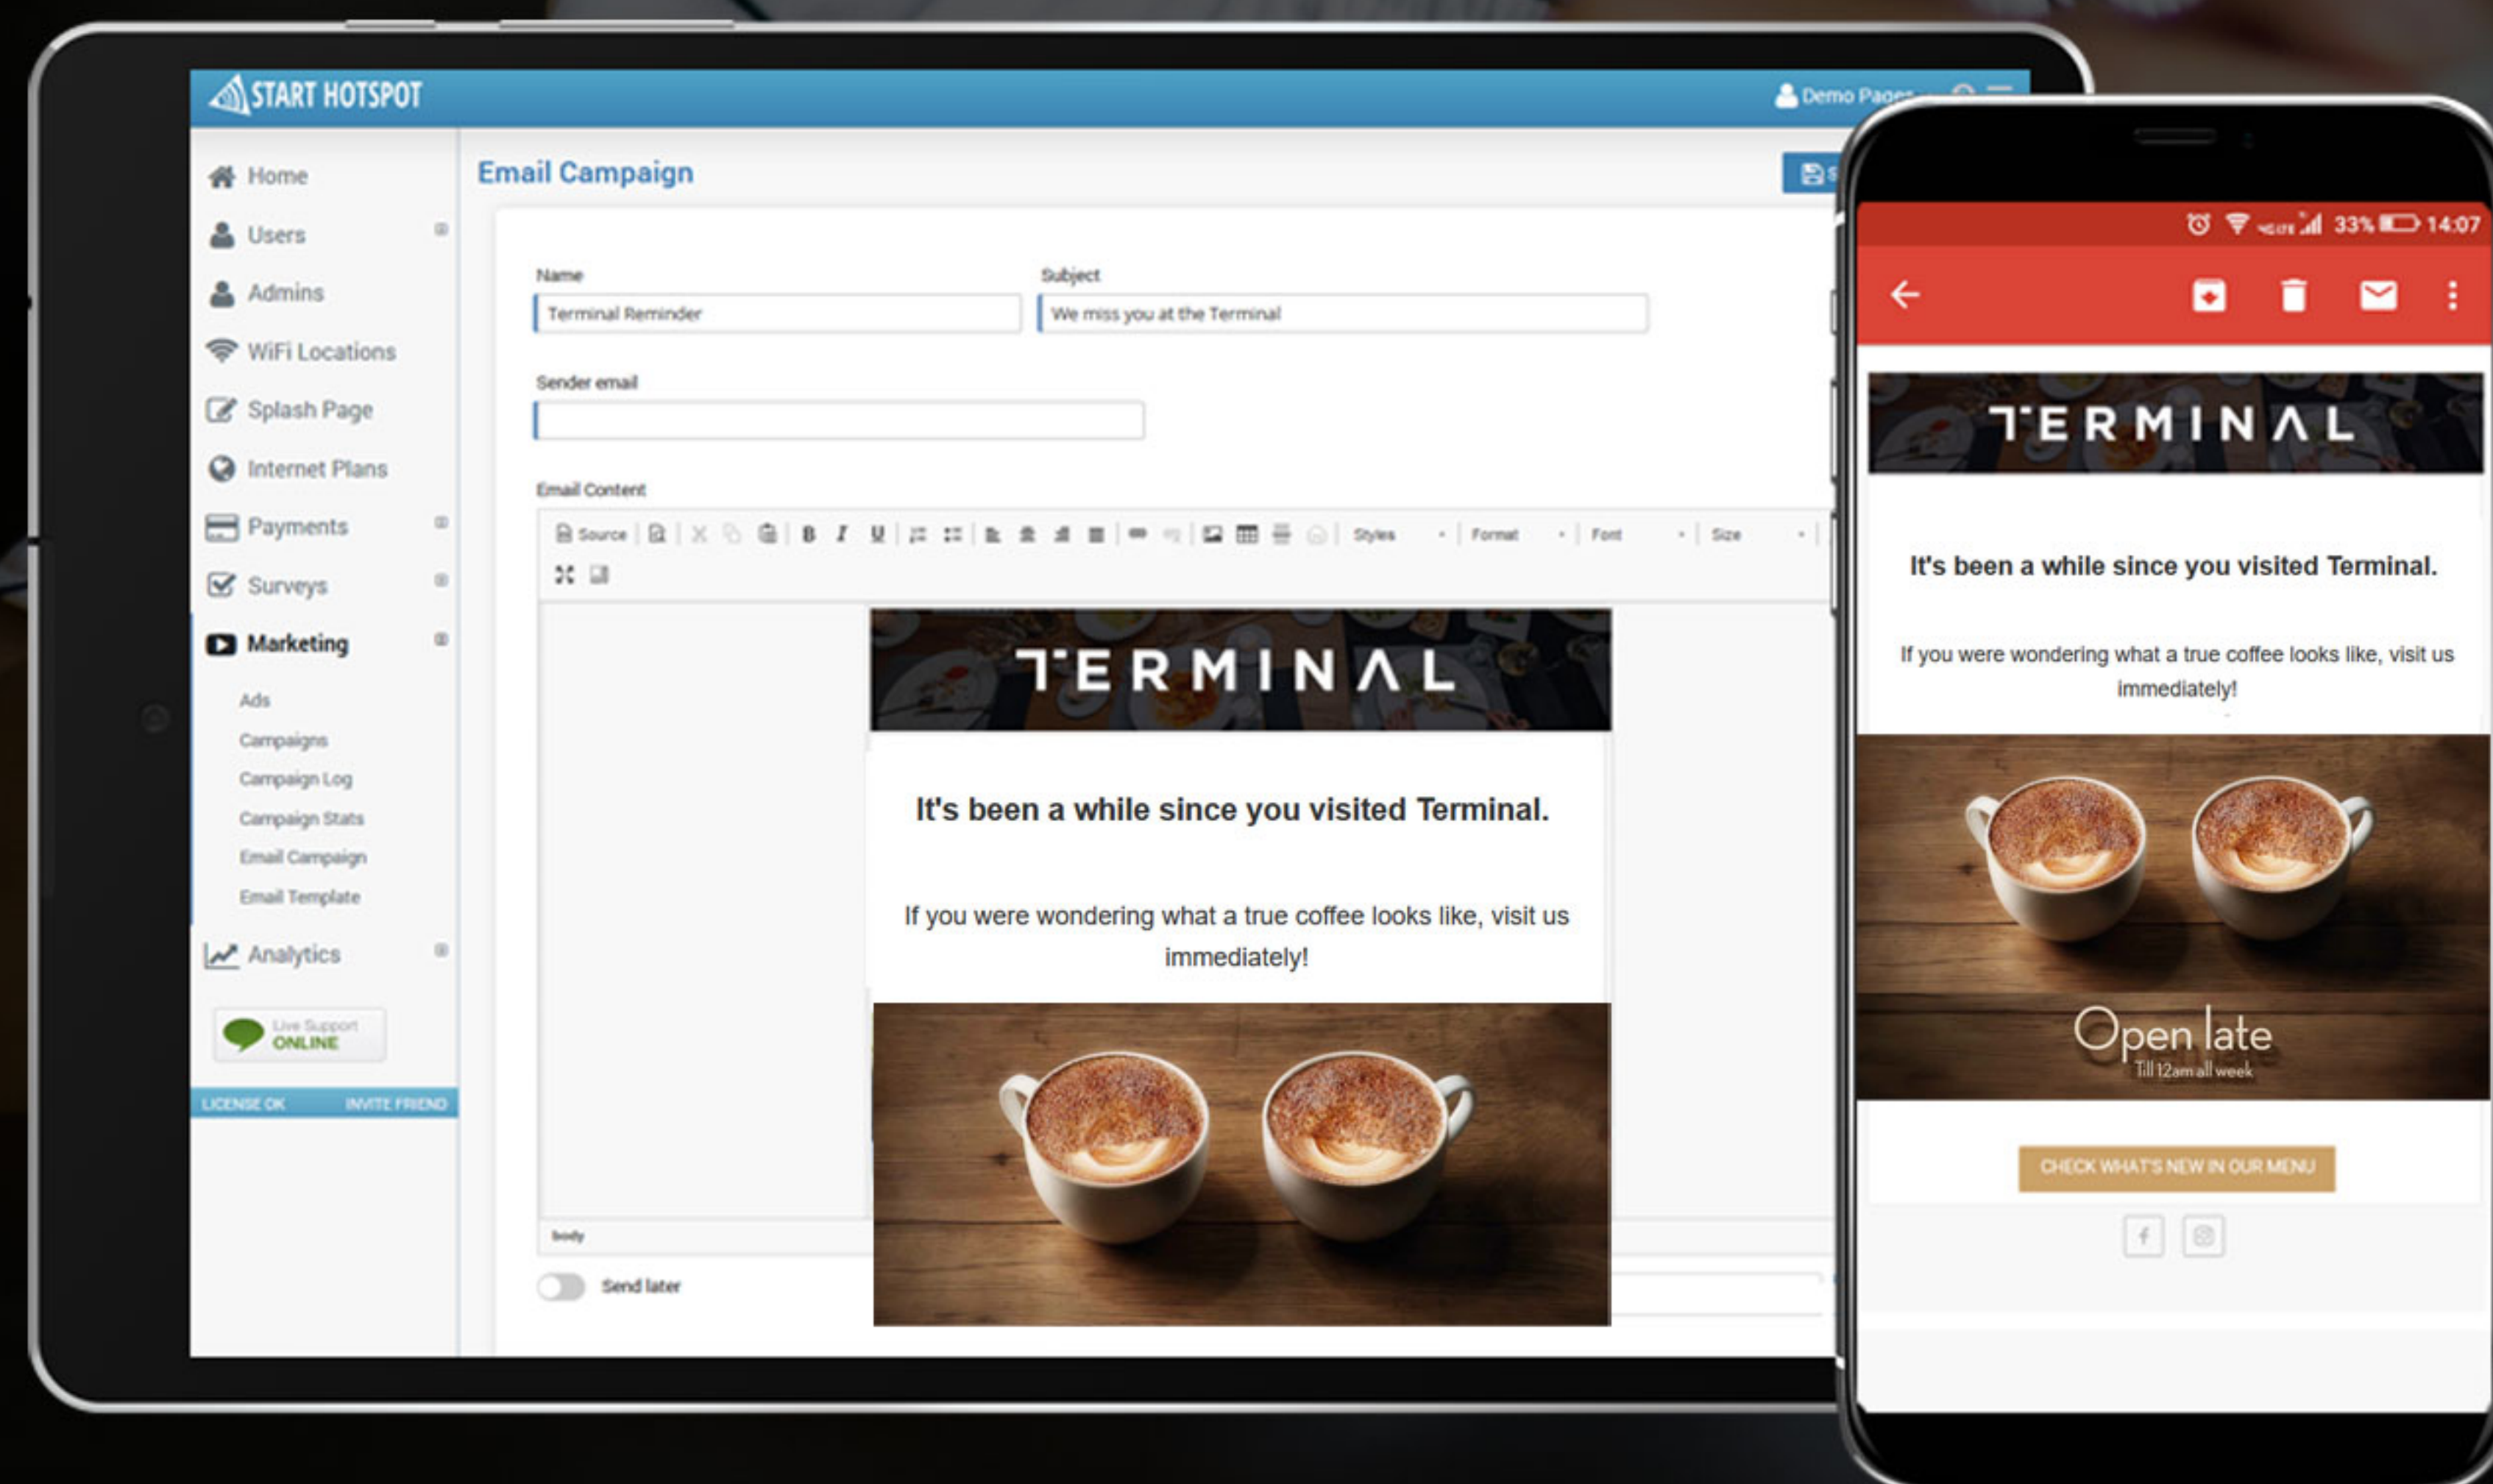 START HOTSPOT
Demo Pages
Home
Users
Admins
WiFi Locations
Splash Page
Internet Plans
Payments
Surveys
Marketing
Ads
Campaigns
Campaign Log
Campaign Stats
Email Campaign
Email Template
Analytics
Live Support
ONLINE
LICENSE OK INVITE FRIEND
Email Campaign
Name Subject
Terminal Reminder We miss you at the Terminal
Sender email
Email Content
Source B I U Styles Format Font Size
TERMINAL
It's been a while since you visited Terminal.
If you were wondering what a true coffee looks like, visit us
immediately!
body
Send later
33% 14:07
TERMINAL
It's been a while since you visited Terminal.
If you were wondering what a true coffee looks like, visit us
immediately!
Open late
Till 12am all week
CHECK WHAT'S NEW IN OUR MENU